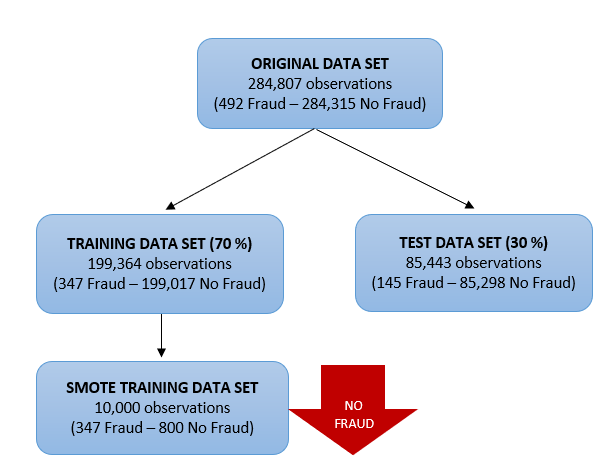 ORIGINAL DATA SET
284,807 observations
(492 Fraud – 284,315 No Fraud)
TRAINING DATA SET (70 %)
199,364 observations
(347 Fraud – 199,017 No Fraud)
TEST DATA SET (30 %)
85,443 observations
(145 Fraud – 85,298 No Fraud)
SMOTE TRAINING DATA SET
10,000 observations
(347 Fraud – 800 No Fraud)
NO
FRAUD